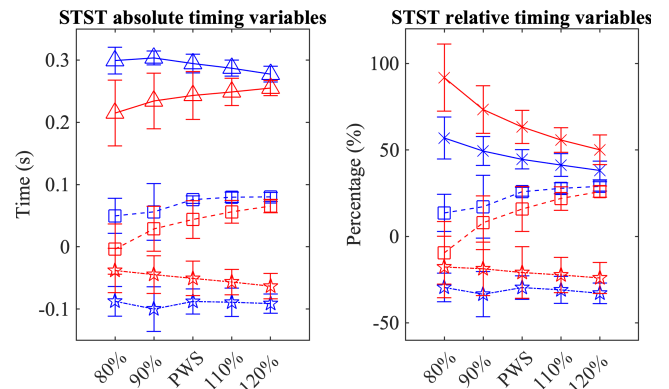 STST absolute timing variables
STST relative timing variables
Time (s)
0.3
0.2
0.1
0
-0.1
80%
90%
PWS
110%
120%
Percentage (%)
100
50
0
-50
80%
90%
PWS
110%
120%